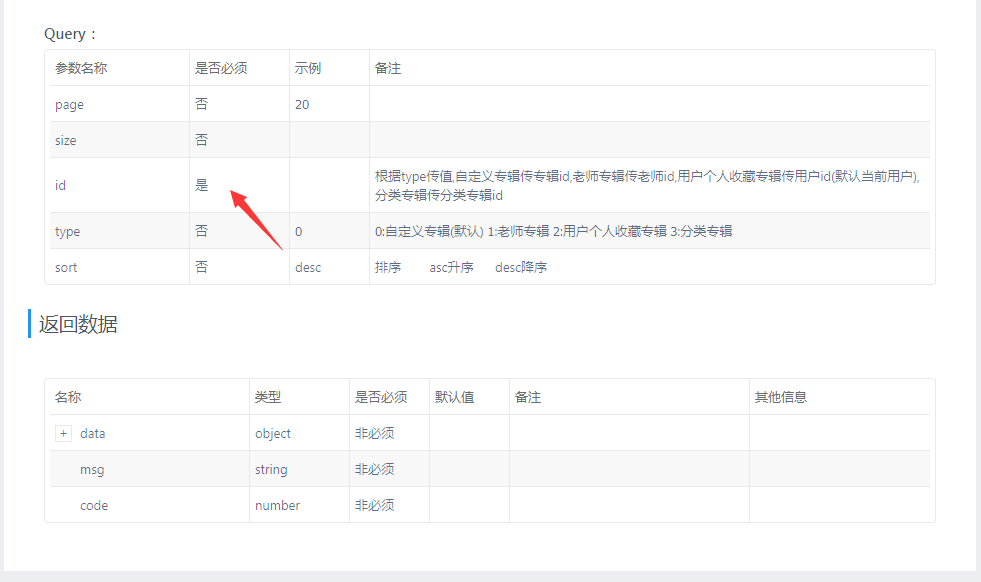 Query：
参数名称 是否必须 示例 备注
page 否 20
size 否
id 是 根据type传值,自定义专辑传专辑id,老师专辑传老师id,用户个人收藏专辑传用户id(默认当前用户),
分类专辑传分类专辑id
type 否 0 0:自定义专辑(默认) 1:老师专辑 2:用户个人收藏专辑 3:分类专辑
sort 否 desc 排序 asc升序 desc降序
返回数据
名称 类型 是否必须 默认值 备注 其他信息
+ data object 非必须
msg string 非必须
code number 非必须